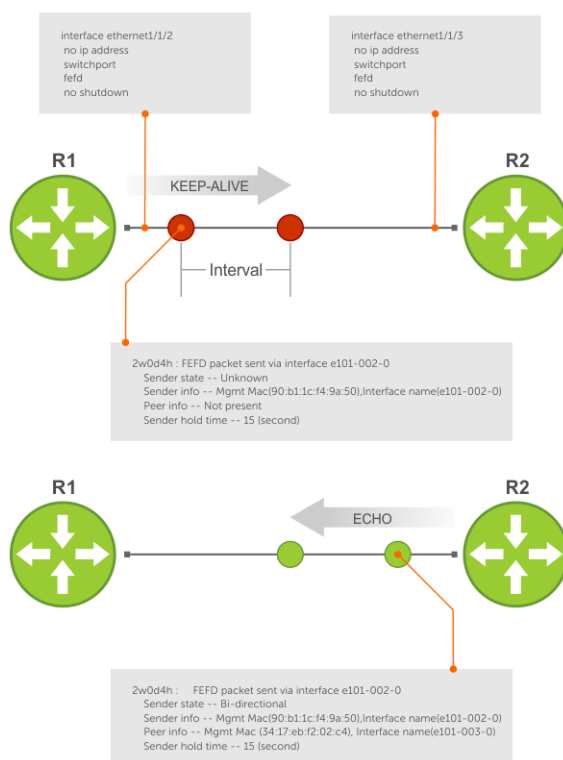 interface ethernet1/1/2
no ip address
switchport
fefd
no shutdown
interface ethernet1/1/3
no ip address
switchport
fefd
no shutdown
R1
R2
KEEP-ALIVE
Interval
2w0d4h : FEFD packet sent via interface e101-002-0
Sender state -- Unknown
Sender info -- Mgmt Mac(90:b1:1c:f4:9a:50),Interface name(e101-002-0)
Peer info -- Not present
Sender hold time -- 15 (second)
R1
R2
ECHO
2w0d4h : FEFD packet sent via interface e101-002-0
Sender state -- Bi-directional
Sender info -- Mgmt Mac(90:b1:1c:f4:9a:50),Interface name(e101-002-0)
Peer info -- Mgmt Mac (34:17:eb:f2:02:c4), Interface name(e101-003-0)
Sender hold time -- 15 (second)